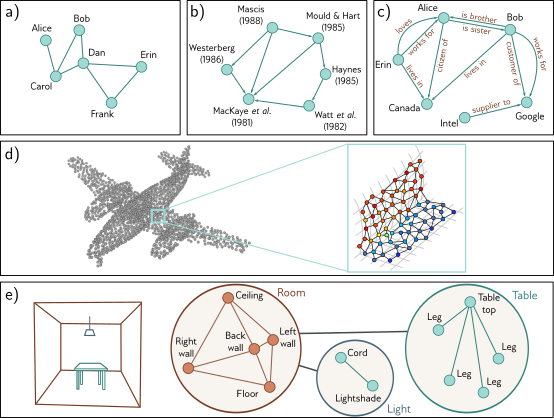 a)
Alice
Bob
Dan
Erin
Carol
Frank
b)
Mascis
(1988)
Mould & Hart
(1985)
Westerberg
(1986)
Haynes
(1985)
MacKaye et al.
(1981)
Watt et al.
(1982)
c)
Alice
Bob
is brother
is sister
loves
works for
citizen of
customer of
works for
Erin
lives in
lives in
Canada
supplier to
Intel
Google
d)
e)
Room
Ceiling
Right
wall
Back
wall
Left
wall
Floor
Cord
Lightshade
Light
Table
Table
top
Leg
Leg
Leg
Leg